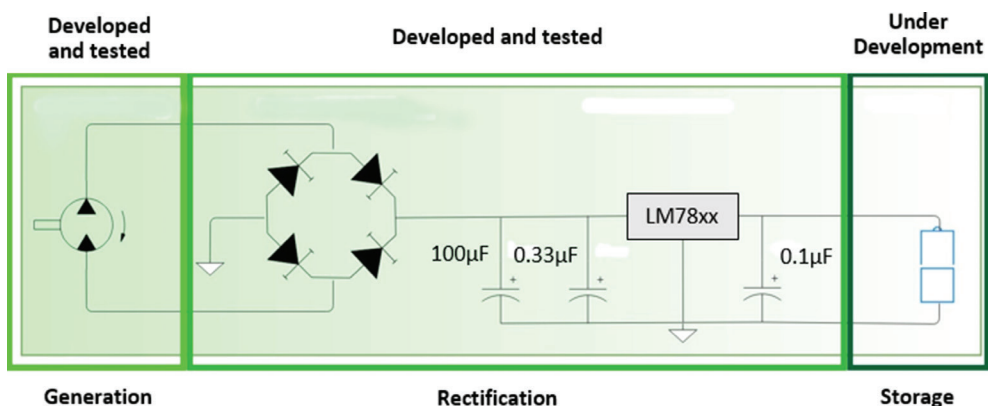 Developed
and tested
Developed and tested
Under
Development
LM78xx
100µF
0.33µF
0.1µF
+
+
+
Generation
Rectification
Storage